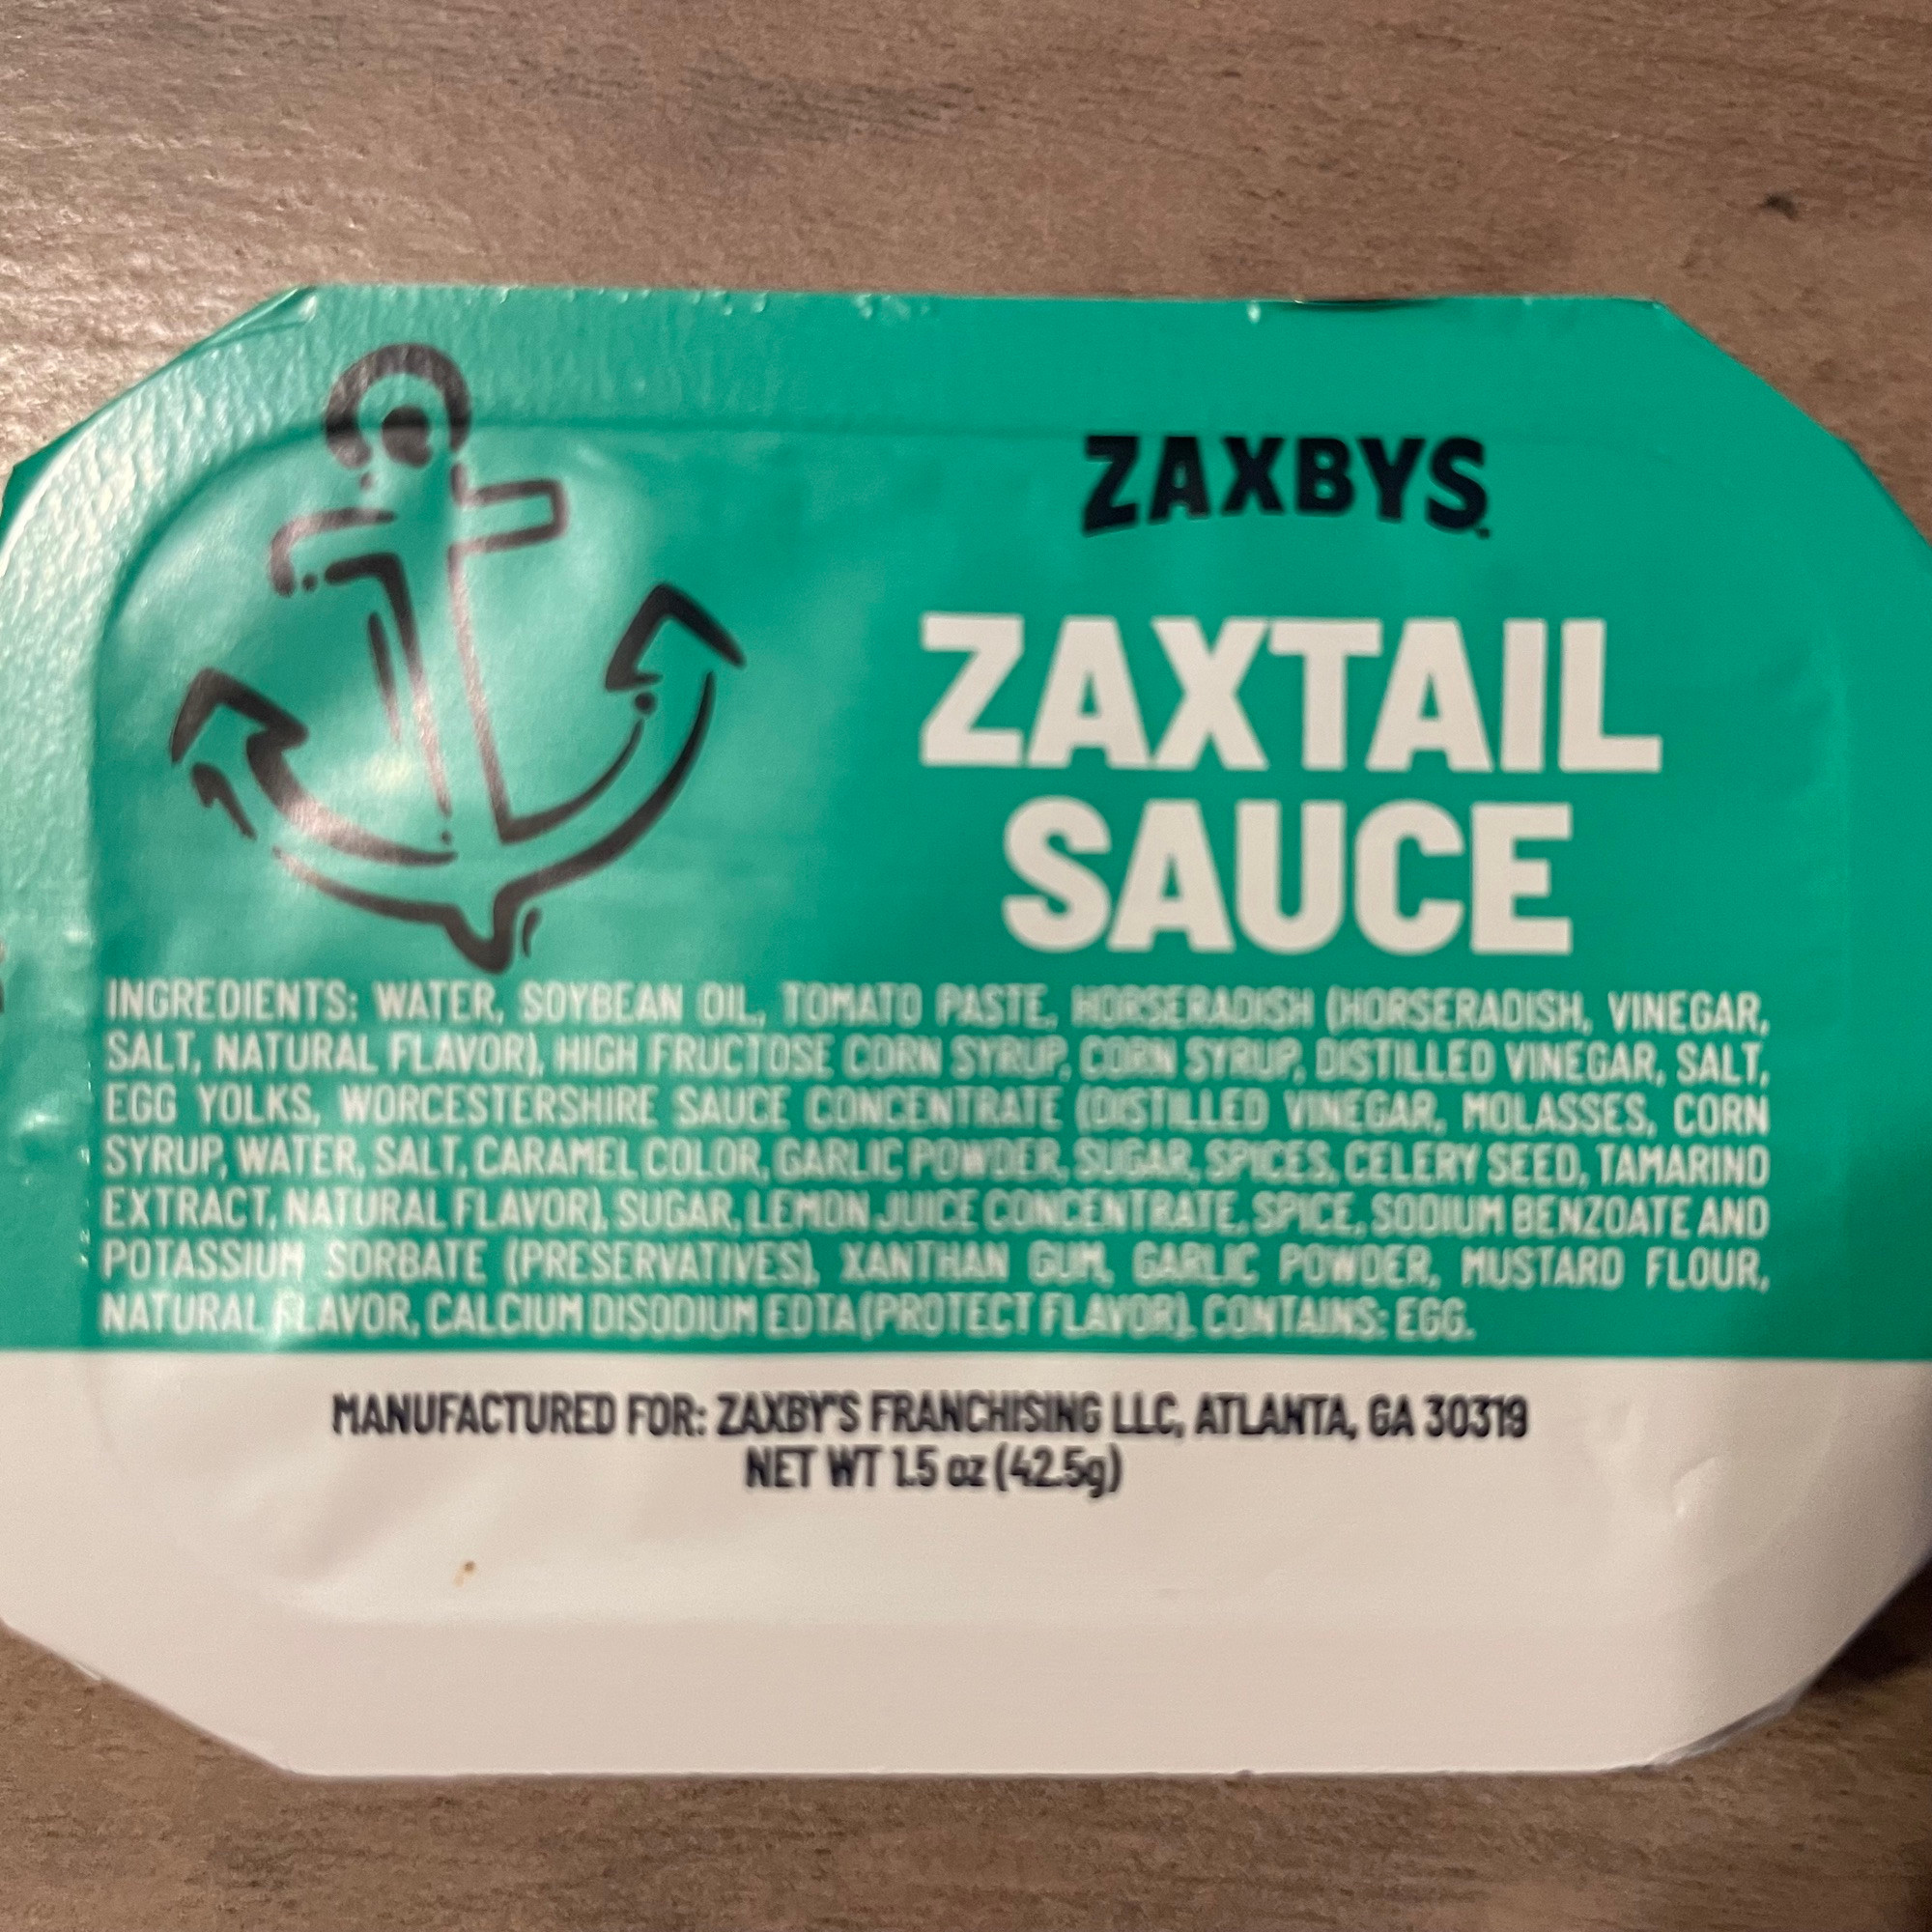 ZAXBYS
ZAXTAIL
SAUCE
INGREDIENTS: WATER, SOYBEAN OIL, TOMATO PASTE, HORSERADISH (HORSERADISH, VINEGAR,
SALT, NATURAL FLAVOR), HIGH FRUCTOSE CORN SYRUP, CORN SYRUP, DISTILLED VINEGAR, SALT,
EGG YOLKS, WORCESTERSHIRE SAUCE CONCENTRATE (DISTILLED VINEGAR, MOLASSES, CORN
SYRUP, WATER, SALT, CARAMEL COLOR, GARLIC POWDER, SUGAR, SPICES, CELERY SEED, TAMARIND
EXTRACT, NATURAL FLAVOR), SUGAR, LEMON JUICE CONCENTRATE, SPICE, SODIUM BENZOATE AND
POTASSIUM SORBATE (PRESERVATIVES), XANTHAN GUM, GARLIC POWDER, MUSTARD FLOUR,
NATURAL FLAVOR, CALCIUM DISODIUM EDTA (PROTECT FLAVOR). CONTAINS: EGG.
MANUFACTURED FOR: ZAXBY'S FRANCHISING LLC, ATLANTA, GA 30319
NET WT 1.5 oz (42.5g)